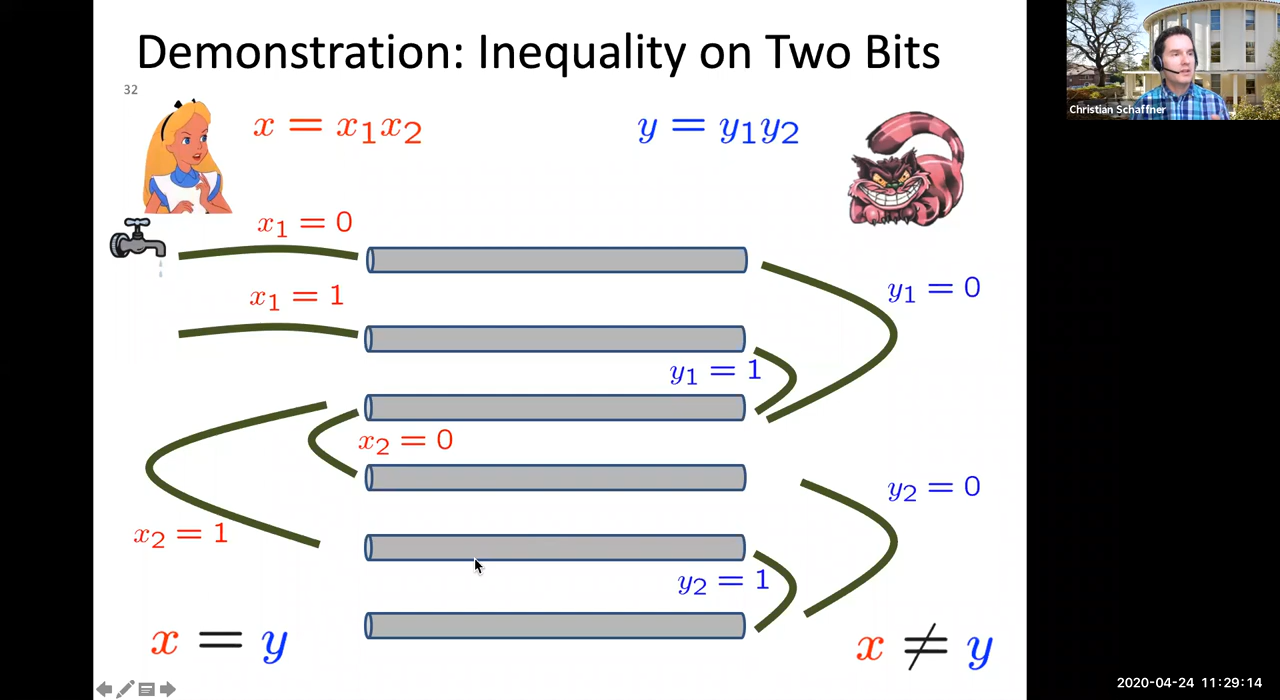 Demonstration: Inequality on Two Bits
32
Christian Schaffner
x = x₁x₂
y = y₁y₂
x₁ = 0
y₁ = 0
x₁ = 1
y₁ = 1
x₂ = 0
y₂ = 0
x₂ = 1
y₂ = 1
x = y
x ≠ y
2020-04-24 11:29:14